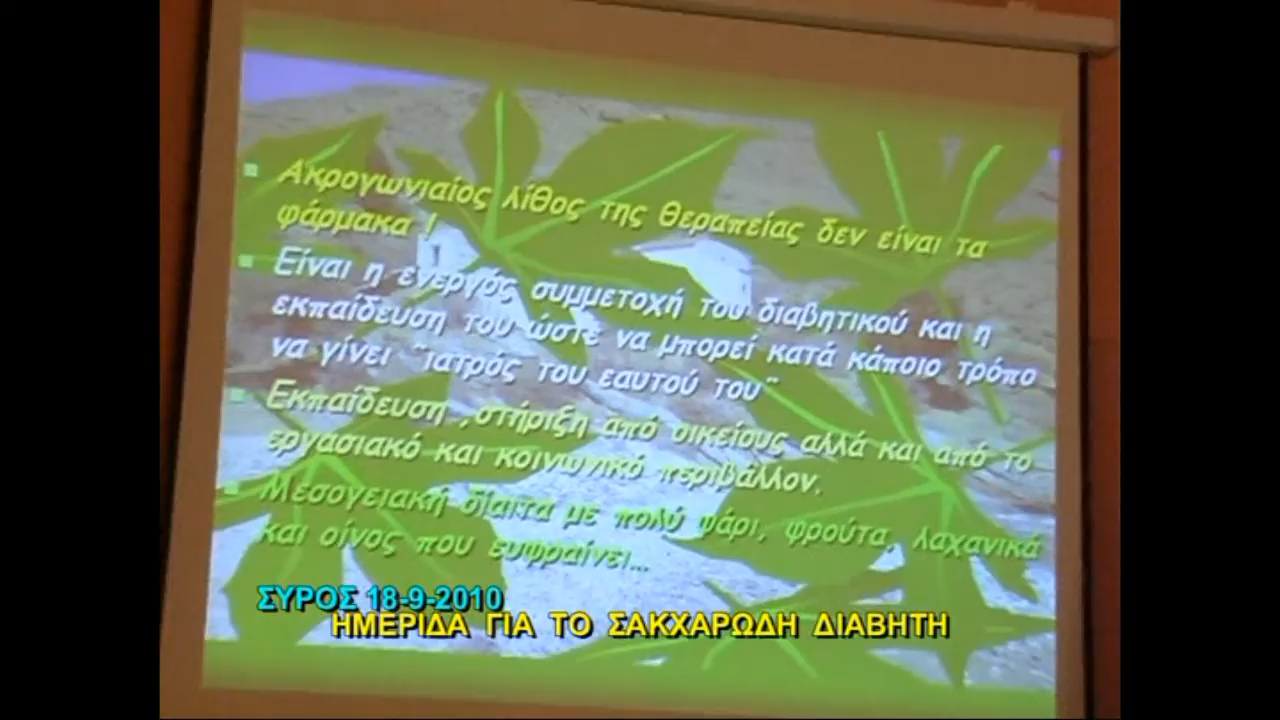 Ακρογωνιαίος λίθος της θεραπείας δεν είναι τα
φάρμακα !
Είναι η ενεργός συμμετοχή του διαβητικού και η
εκπαίδευση του ώστε να μπορεί κατά κάποιο τρόπο
να γίνει ¨ιατρός του εαυτού του¨
Εκπαίδευση ,στήριξη από οικείους αλλά και από το
εργασιακό και κοινωνικό περιβάλλον.
Μεσογειακή δίαιτα με πολύ ψάρι, φρούτα, λαχανικά
και οίνος που ευφραίνει...
ΣΥΡΟΣ 18-9-2010
ΗΜΕΡΙΔΑ ΓΙΑ ΤΟ ΣΑΚΧΑΡΩΔΗ ΔΙΑΒΗΤΗ